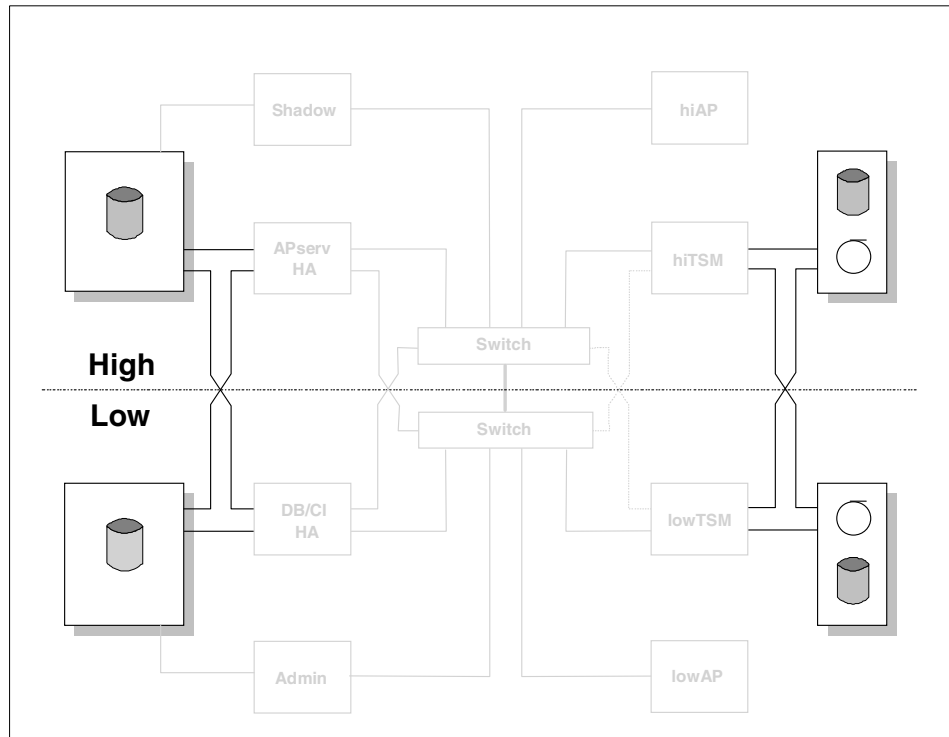 Shadow
hiAP
APserv
HA
hiTSM
Switch
High
Low
Switch
DB/CI
HA
lowTSM
Admin
lowAP